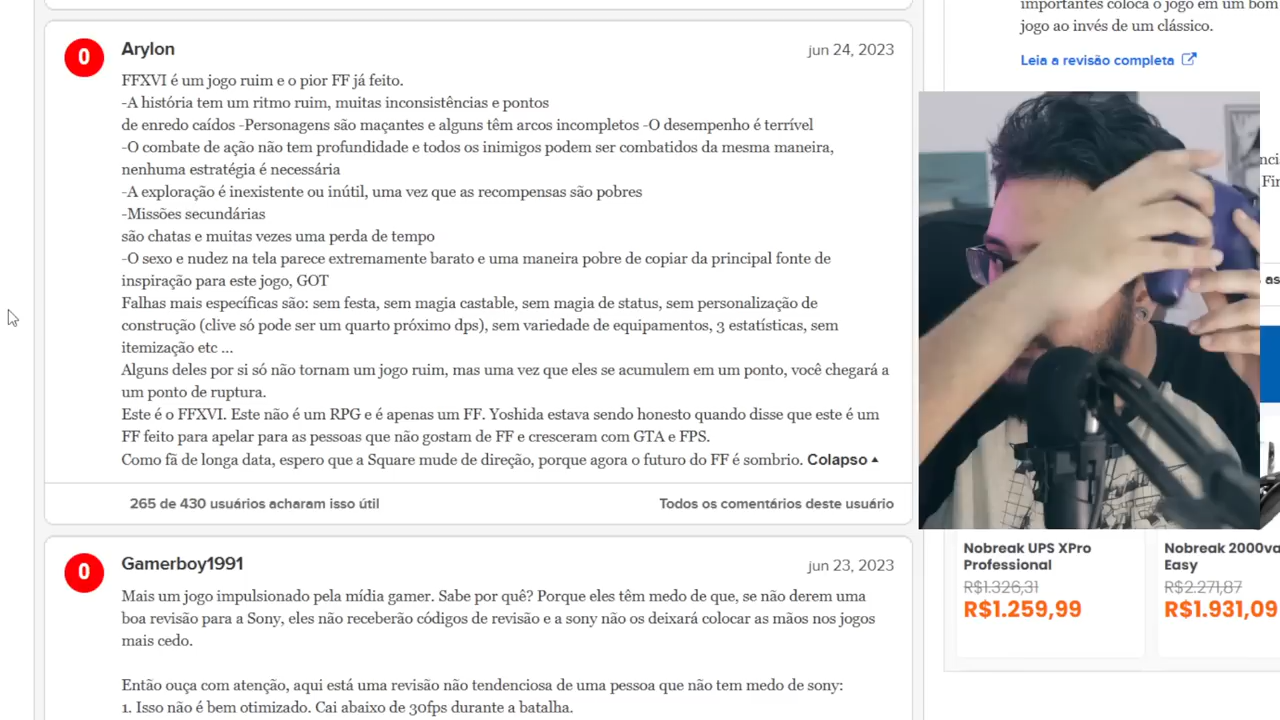 importantes coloca o jogo em um bom
jogo ao invés de um clássico.
Leia a revisão completa
0
Arylon
jun 24, 2023
FFXVI é um jogo ruim e o pior FF já feito.
-A história tem um ritmo ruim, muitas inconsistências e pontos
de enredo caídos -Personagens são maçantes e alguns têm arcos incompletos -O desempenho é terrível
-O combate de ação não tem profundidade e todos os inimigos podem ser combatidos da mesma maneira,
nenhuma estratégia é necessária
-A exploração é inexistente ou inútil, uma vez que as recompensas são pobres
-Missões secundárias
são chatas e muitas vezes uma perda de tempo
-O sexo e nudez na tela parece extremamente barato e uma maneira pobre de copiar da principal fonte de
inspiração para este jogo, GOT
Falhas mais específicas são: sem festa, sem magia castable, sem magia de status, sem personalização de
construção (clive só pode ser um quarto próximo dps), sem variedade de equipamentos, 3 estatísticas, sem
itemização etc ...
Alguns deles por si só não tornam um jogo ruim, mas uma vez que eles se acumulem em um ponto, você chegará a
um ponto de ruptura.
Este é o FFXVI. Este não é um RPG e é apenas um FF. Yoshida estava sendo honesto quando disse que este é um
FF feito para apelar para as pessoas que não gostam de FF e cresceram com GTA e FPS.
Como fã de longa data, espero que a Square mude de direção, porque agora o futuro do FF é sombrio. Colapso
265 de 430 usuários acharam isso útil
Todos os comentários deste usuário
0
Gamerboy1991
jun 23, 2023
Mais um jogo impulsionado pela mídia gamer. Sabe por quê? Porque eles têm medo de que, se não derem uma
boa revisão para a Sony, eles não receberão códigos de revisão e a sony não os deixará colocar as mãos nos jogos
mais cedo.
Então ouça com atenção, aqui está uma revisão não tendenciosa de uma pessoa que não tem medo de sony:
1. Isso não é bem otimizado. Cai abaixo de 30fps durante a batalha.
Nobreak UPS XPro
Professional
R$1.326,31
R$1.259,99
Nobreak 2000va
Easy
R$2.271,87
R$1.931,09